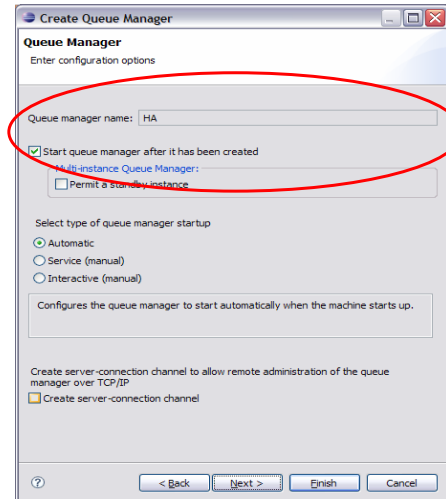 Create Queue Manager
Queue Manager
Enter configuration options
Queue manager name: HA
Start queue manager after it has been created
Multi-instance Queue Manager:
Permit a standby instance
Select type of queue manager startup
Automatic
Service (manual)
Interactive (manual)
Configures the queue manager to start automatically when the machine starts up.
Create server-connection channel to allow remote administration of the queue
manager over TCP/IP
Create server-connection channel
? < Back Next > Finish Cancel